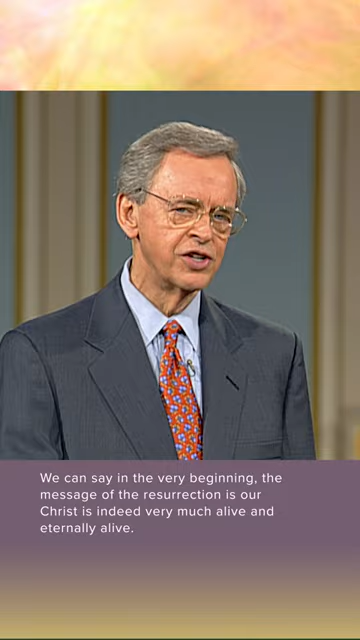 We can say in the very beginning, the
message of the resurrection is our
Christ is indeed very much alive and
eternally alive.